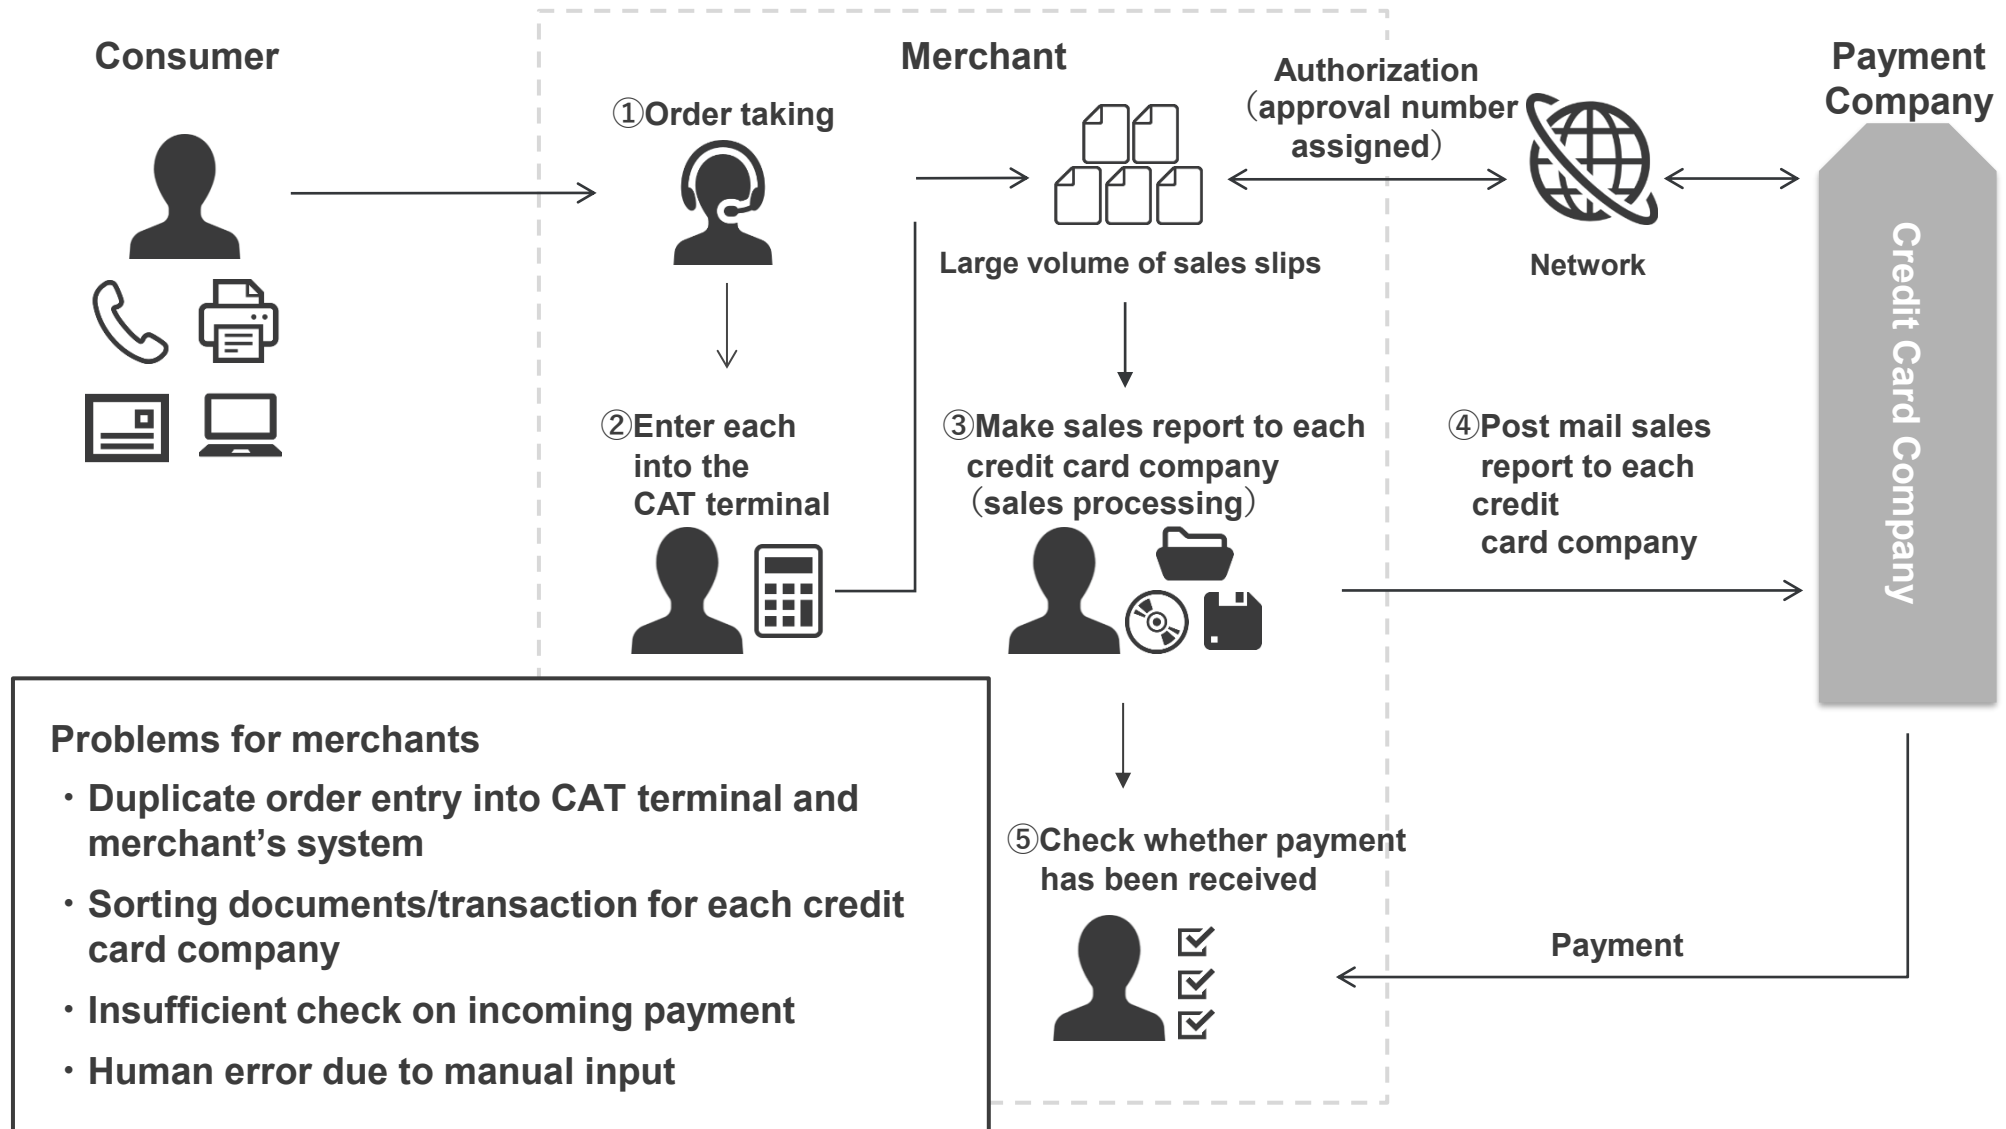 Consumer
Merchant
Payment
Company
①Order taking
Authorization
（approval number
assigned）
Large volume of sales slips
Network
Credit Card Company
②Enter each
into the
CAT terminal
③Make sales report to each
credit card company
（sales processing）
④Post mail sales
report to each
credit
card company
Problems for merchants
・Duplicate order entry into CAT terminal and
merchant’s system
・Sorting documents/transaction for each credit
card company
・Insufficient check on incoming payment
・Human error due to manual input
⑤Check whether payment
has been received
Payment